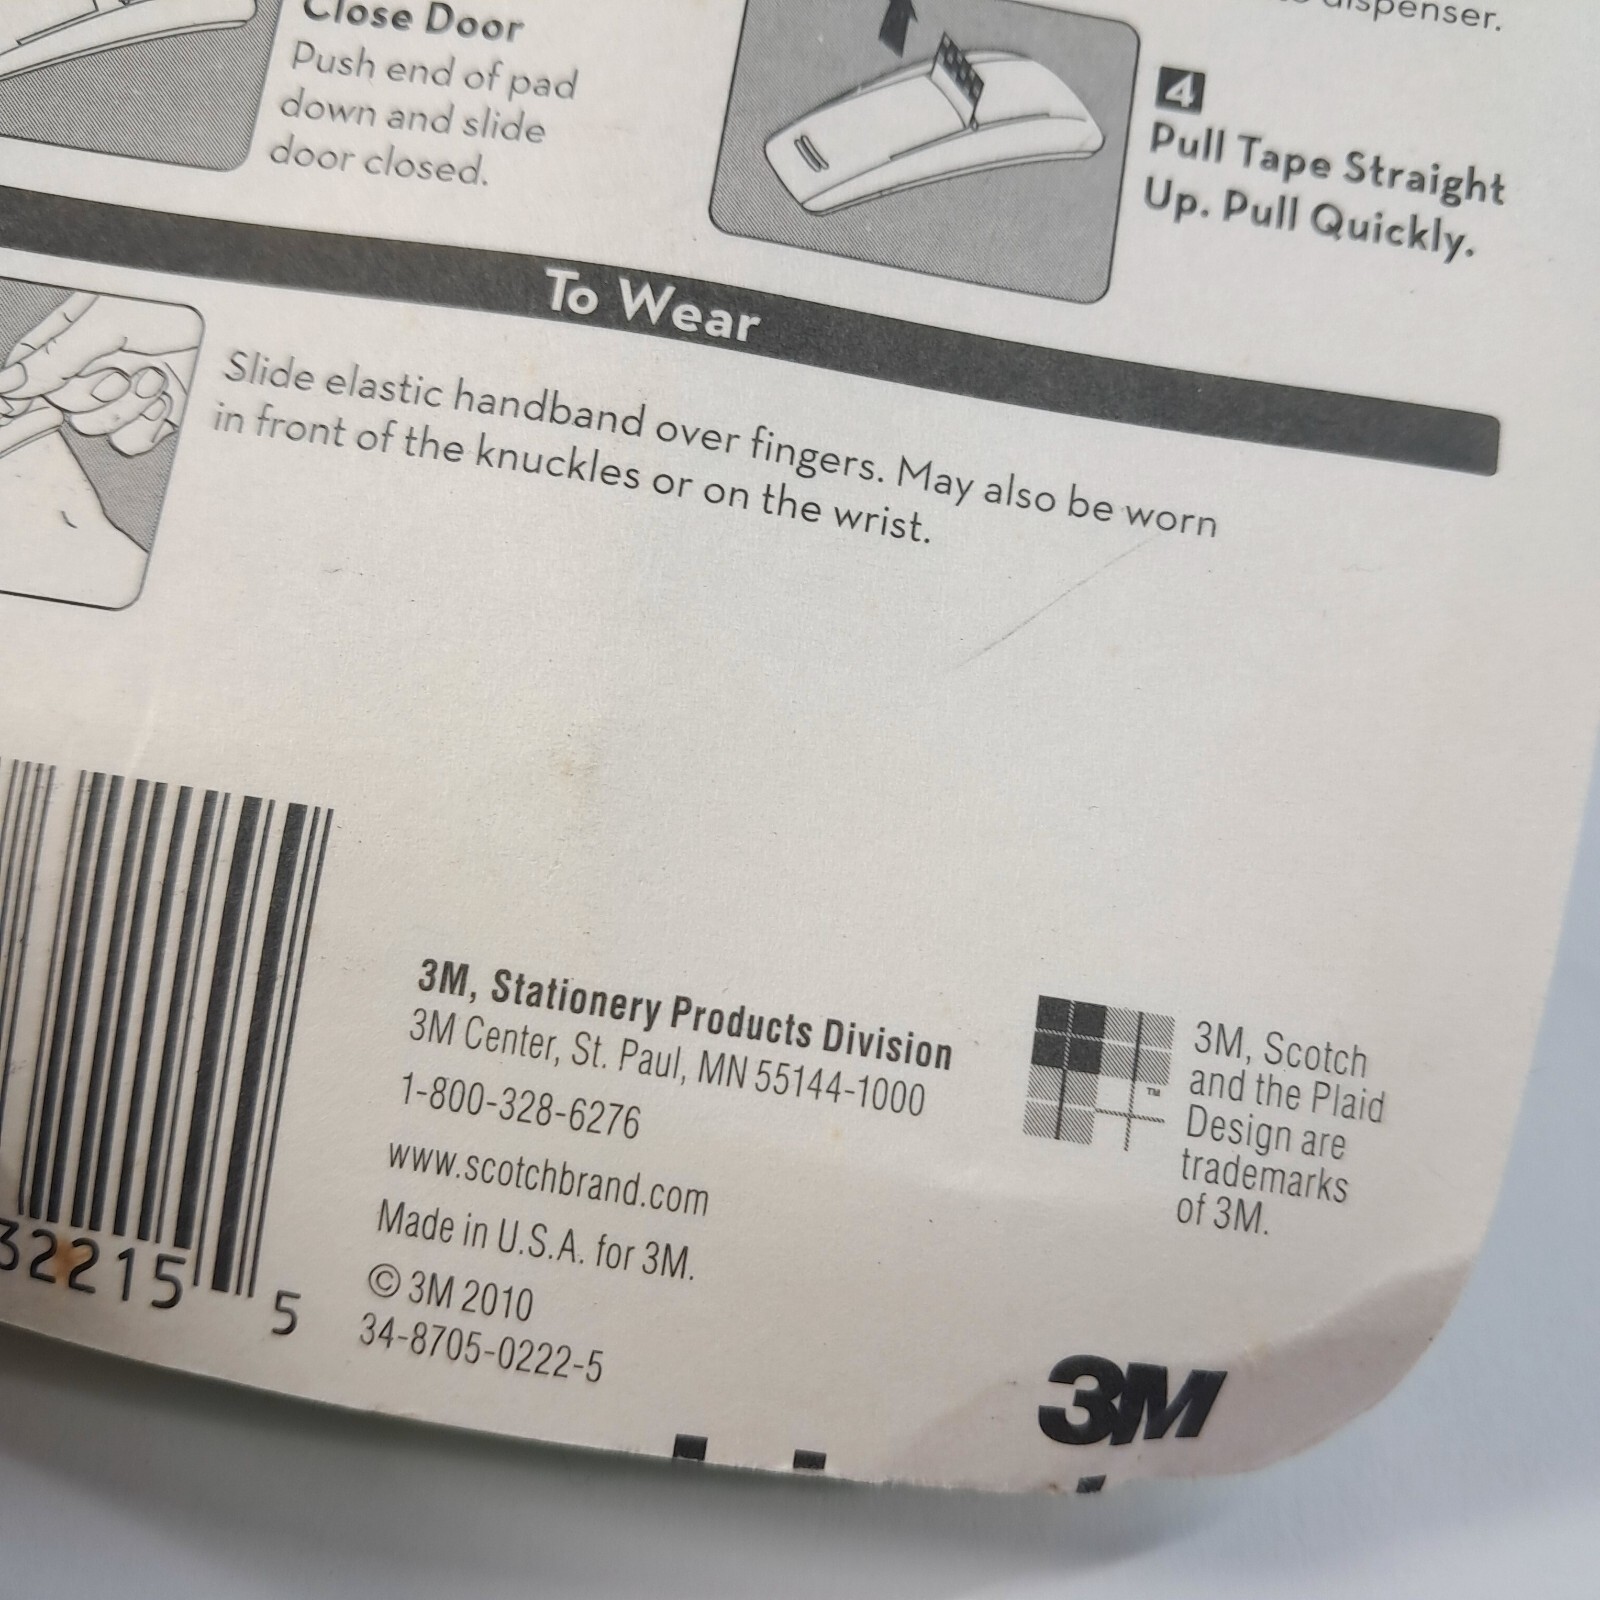 Close Door
Push end of pad
down and slide
door closed.
dispenser.
4
Pull Tape Straight
Up. Pull Quickly.
To Wear
Slide elastic handband over fingers. May also be worn
in front of the knuckles or on the wrist.
32215 5
3M, Stationery Products Division
3M Center, St. Paul, MN 55144-1000
1-800-328-6276
www.scotchbrand.com
Made in U.S.A. for 3M.
© 3M 2010
34-8705-0222-5
™
3M, Scotch
and the Plaid
Design are
trademarks
of 3M.
3M